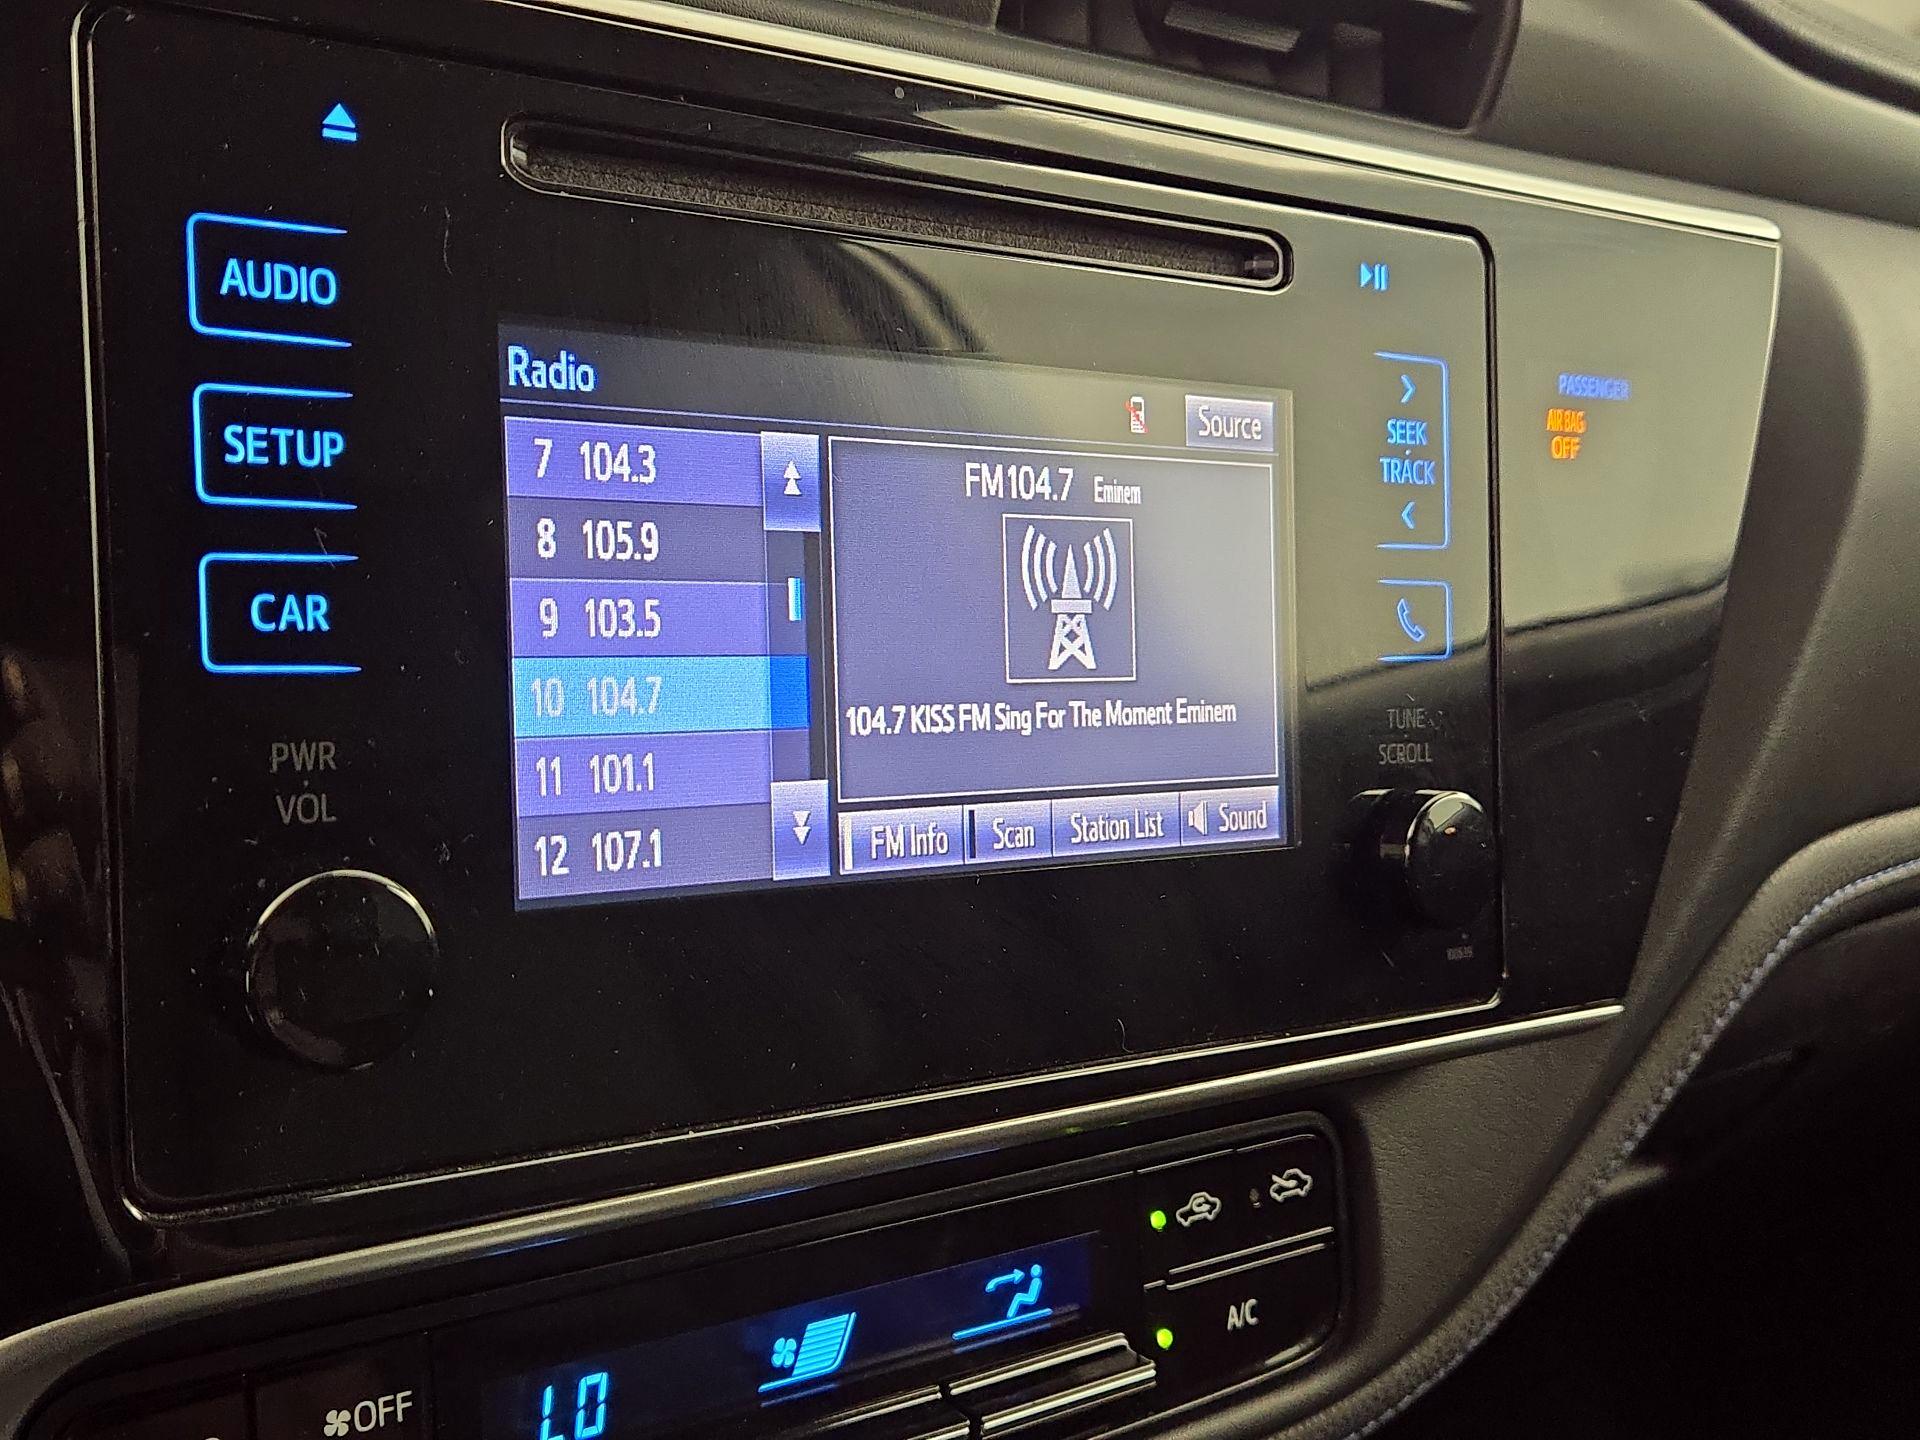 AUDIO
SETUP
CAR
PWR
VOL
Radio
Source
7 104.3
8 105.9
9 103.5
10 104.7
11 101.1
12 107.1
FM104.7 Eminem
104.7 KISS FM Sing For The Moment Eminem
FM Info
Scan
Station List
Sound
SEEK
TRACK
TUNE
SCROLL
PASSENGER
AIR BAG
OFF
A/C
OFF
LO